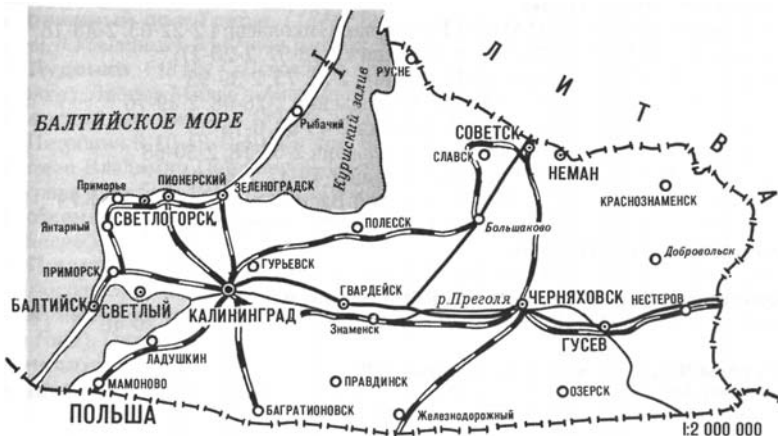 ЛИТВА
РУСНЕ
БАЛТИЙСКОЕ МОРЕ
Рыбачий
Куршский залив
СОВЕТСК
СЛАВСК
НЕМАН
КРАСНОЗНАМЕНСК
Приморье
ПИОНЕРСКИЙ
ЗЕЛЕНОГРАДСК
СВЕТЛОГОРСК
Янтарный
ПОЛЕССК
Большаково
Добровольск
ПРИМОРСК
ГУРЬЕВСК
ГВАРДЕЙСК
р.Преголя
ЧЕРНЯХОВСК
НЕСТЕРОВ
БАЛТИЙСК
СВЕТЛЫЙ
КАЛИНИНГРАД
Знаменск
ГУСЕВ
ЛАДУШКИН
МАМОНОВО
ПРАВДИНСК
ОЗЕРСК
ПОЛЬША
БАГРАТИОНОВСК
Железнодорожный
1:2 000 000